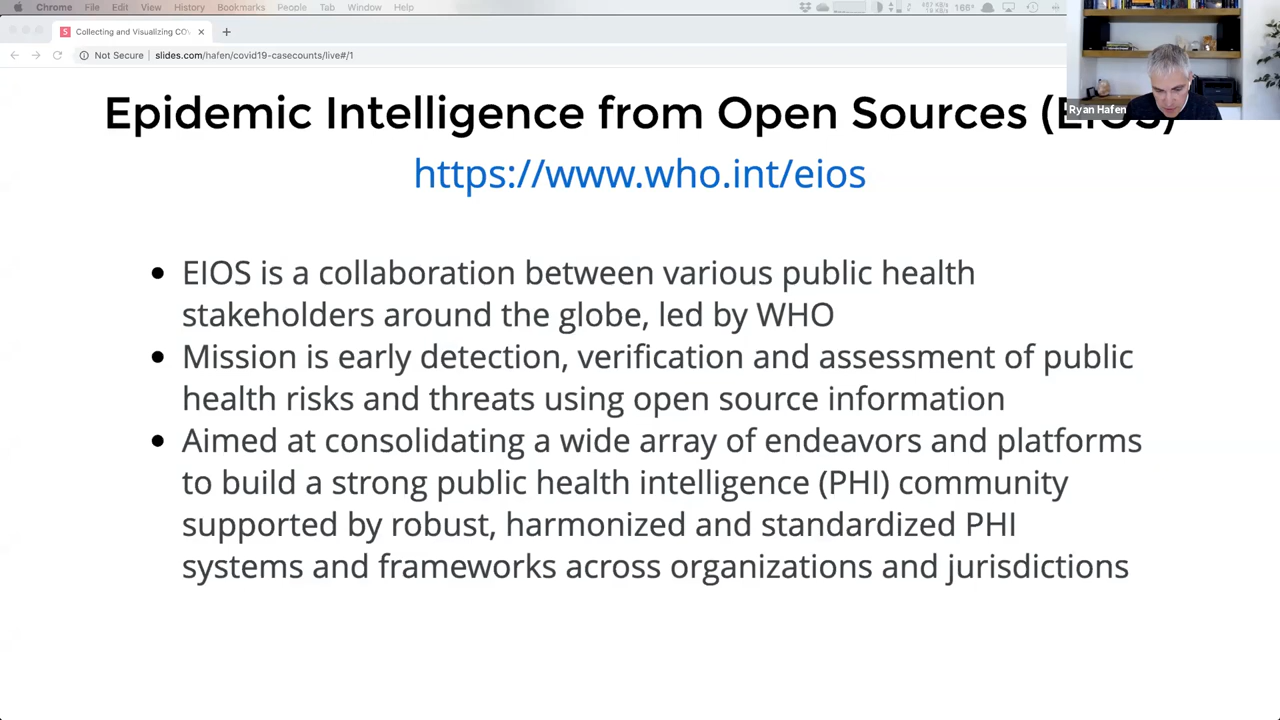 Chrome File Edit View History Bookmarks People Tab Window Help
Collecting and Visualizing CO
Not Secure slides.com/hafen/covid19-casecounts/live#/1
Ryan Hafen
Epidemic Intelligence from Open Sources (EIOS)
https://www.who.int/eios
EIOS is a collaboration between various public health
stakeholders around the globe, led by WHO
Mission is early detection, verification and assessment of public
health risks and threats using open source information
Aimed at consolidating a wide array of endeavors and platforms
to build a strong public health intelligence (PHI) community
supported by robust, harmonized and standardized PHI
systems and frameworks across organizations and jurisdictions